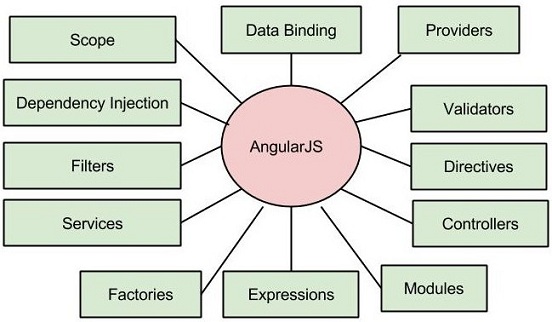 Scope
Data Binding
Providers
Dependency Injection
Validators
AngularJS
Filters
Directives
Services
Controllers
Factories
Expressions
Modules